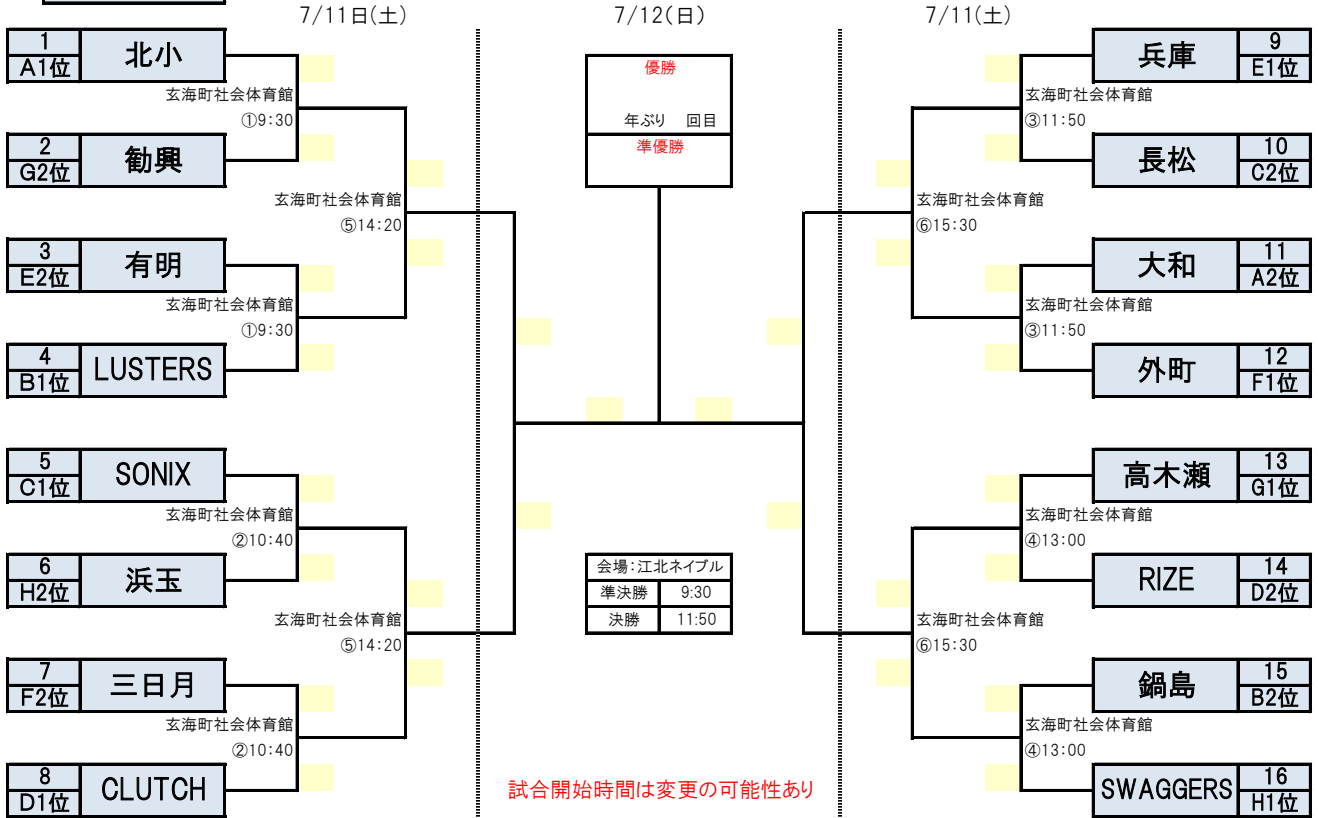 7/11日(土)
7/12(日)
7/11(土)
1
A1位
北小
玄海町社会体育館
①9:30
2
G2位
勧興
玄海町社会体育館
⑤14:20
3
E2位
有明
玄海町社会体育館
①9:30
4
B1位
LUSTERS
5
C1位
SONIX
玄海町社会体育館
②10:40
6
H2位
浜玉
玄海町社会体育館
⑤14:20
7
F2位
三日月
玄海町社会体育館
②10:40
8
D1位
CLUTCH
優勝
年ぶり 回目
準優勝
会場:江北ネイブル
準決勝 9:30
決勝 11:50
試合開始時間は変更の可能性あり
兵庫
9
E1位
玄海町社会体育館
③11:50
長松
10
C2位
玄海町社会体育館
⑥15:30
大和
11
A2位
玄海町社会体育館
③11:50
外町
12
F1位
高木瀬
13
G1位
玄海町社会体育館
④13:00
RIZE
14
D2位
玄海町社会体育館
⑥15:30
鍋島
15
B2位
玄海町社会体育館
④13:00
SWAGGERS
16
H1位